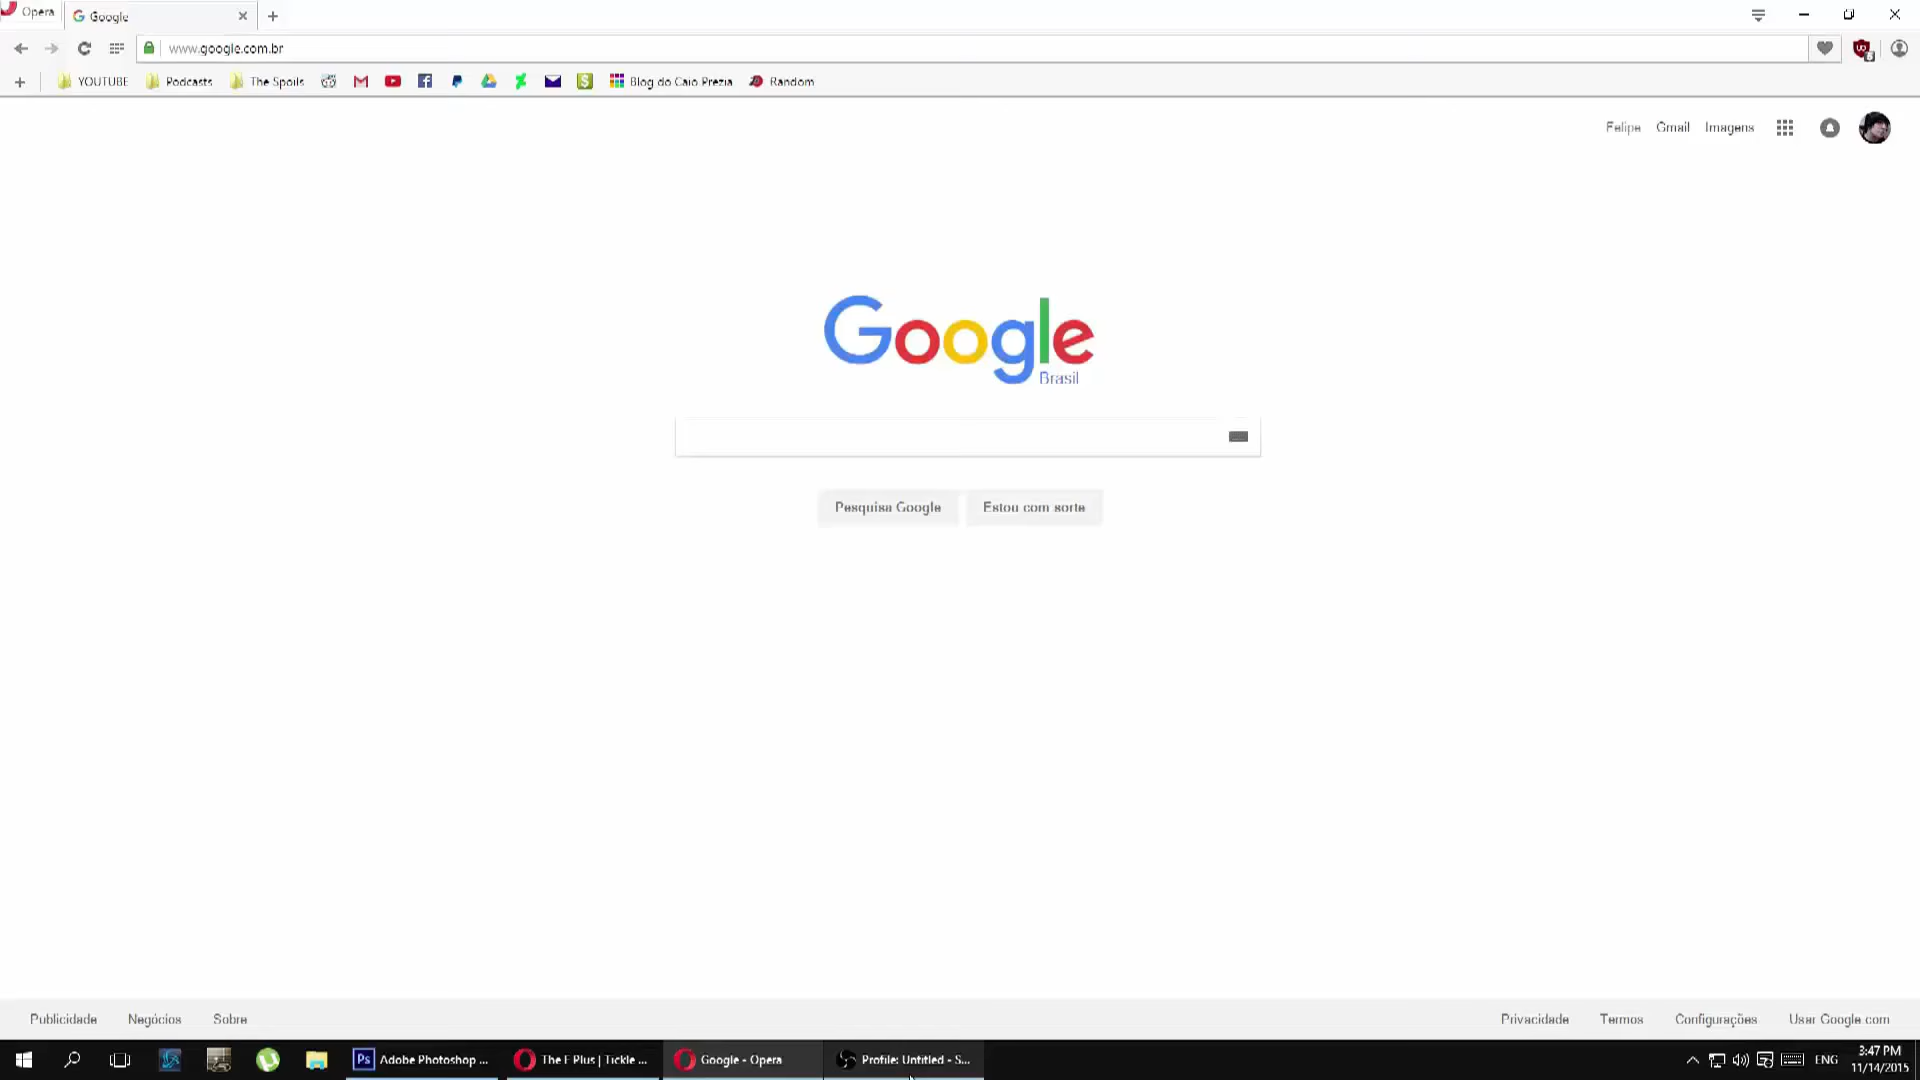 Opera
Google
www.google.com.br
YOUTUBE
Podcasts
The Spoils
Blog do Caio Prezia
Random
Felipe
Gmail
Imagens
Google
Brasil
Pesquisa Google
Estou com sorte
Publicidade
Negócios
Sobre
Privacidade
Termos
Configurações
Usar Google.com
Ps
Adobe Photoshop ...
The F Plus | Tickle ...
Google - Opera
Profile: Untitled - S...
ENG
3:47 PM
11/14/2015